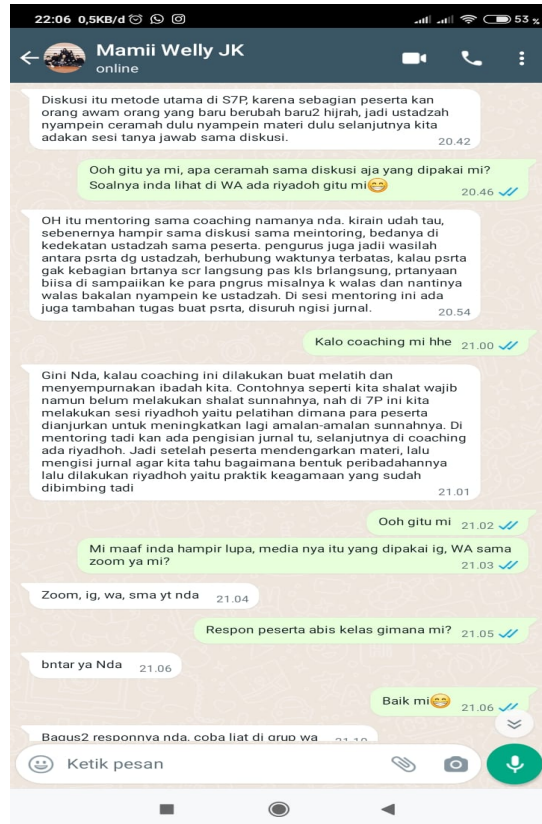 22:06 0,5KB/d 53 %
Mamii Welly JK
online
Diskusi itu metode utama di S7P, karena sebagian peserta kan
orang awam orang yang baru berubah baru2 hijrah, jadi ustadzah
nyampein ceramah dulu nyampein materi dulu selanjutnya kita
adakan sesi tanya jawab sama diskusi.
20.42
Ooh gitu ya mi, apa ceramah sama diskusi aja yang dipakai mi?
Soalnya inda lihat di WA ada riyadoh gitu mi😁
20.46
OH itu mentoring sama coaching namanya nda. kirain udah tau,
sebenernya hampir sama diskusi sama meintoring, bedanya di
kedekatan ustadzah sama peserta. pengurus juga jadii wasilah
antara psrta dg ustadzah, berhubung waktunya terbatas, kalau psrta
gak kebagian brtanya scr langsung pas kls brlangsung, prtanyaan
biisa di sampaiikan ke para pngrus misalnya k walas dan nantinya
walas bakalan nyampein ke ustadzah. Di sesi mentoring ini ada
juga tambahan tugas buat psrta, disuruh ngisi jurnal.
20.54
Kalo coaching mi hhe 21.00
Gini Nda, kalau coaching ini dilakukan buat melatih dan
menyempurnakan ibadah kita. Contohnya seperti kita shalat wajib
namun belum melakukan shalat sunnahnya, nah di 7P ini kita
melakukan sesi riyadhoh yaitu pelatihan dimana para peserta
dianjurkan untuk meningkatkan lagi amalan-amalan sunnahnya. Di
mentoring tadi kan ada pengisian jurnal tu, selanjutnya di coaching
ada riyadhoh. Jadi setelah peserta mendengarkan materi, lalu
mengisi jurnal agar kita tahu bagaimana bentuk peribadahannya
lalu dilakukan riyadhoh yaitu praktik keagamaan yang sudah
dibimbing tadi
21.01
Ooh gitu mi 21.02
Mi maaf inda hampir lupa, media nya itu yang dipakai ig, WA sama
zoom ya mi?
21.03
Zoom, ig, wa, sma yt nda 21.04
Respon peserta abis kelas gimana mi? 21.05
bntar ya Nda 21.06
Baik mi😁 21.06
Bagus2 responnya nda. coba liat di grup wa 21.10
Ketik pesan